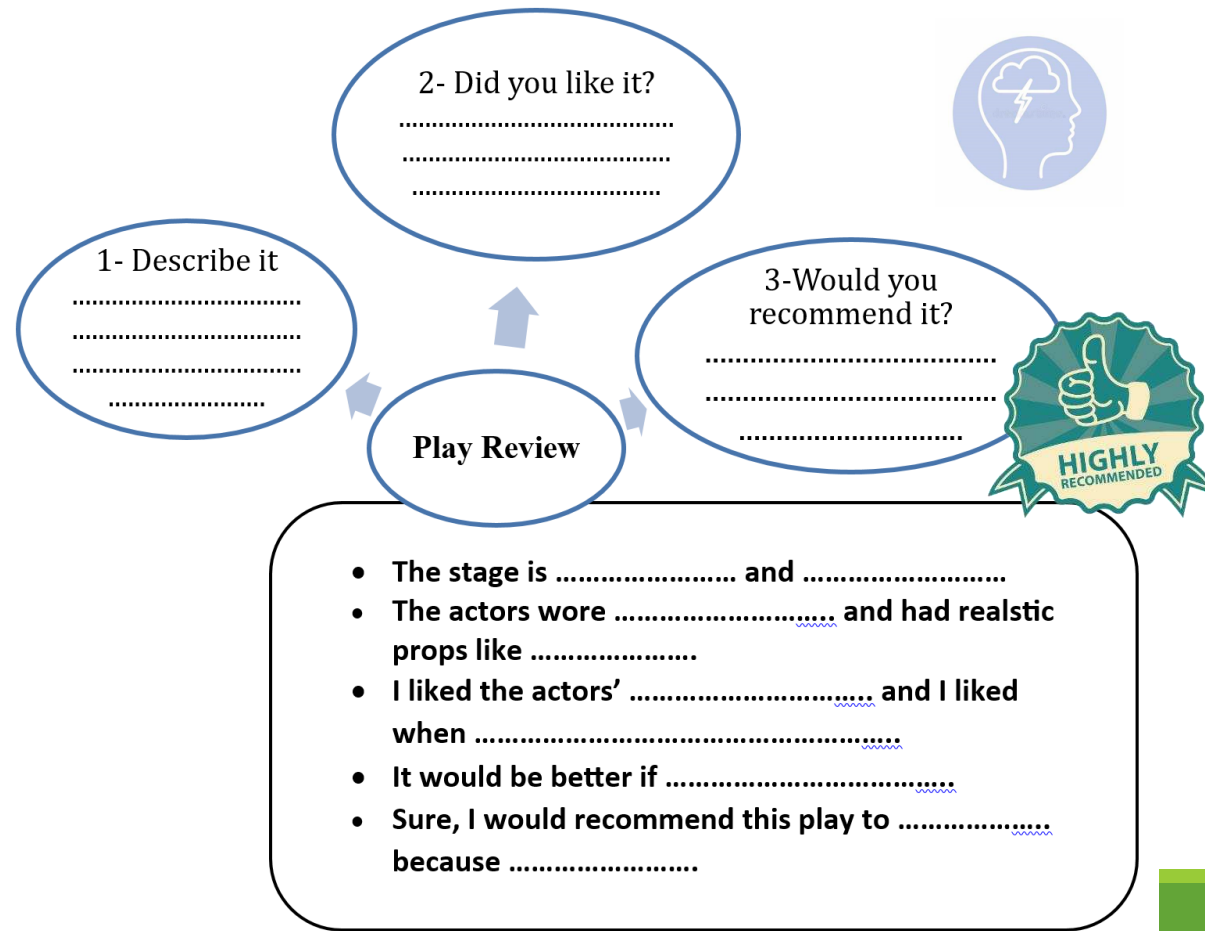 2- Did you like it?
..........................................
.........................................
......................................
1- Describe it
...................................
...................................
...................................
........................
3-Would you
recommend it?
.......................................
.......................................
..............................
HIGHLY
RECOMMENDED
Play Review
• The stage is …………………… and ………………………
• The actors wore …………………….. and had realstic
props like ………………….
• I liked the actors’ ……………………….. and I liked
when ………………………………………………..
• It would be better if ………………………………..
• Sure, I would recommend this play to ………………..
because …………………….